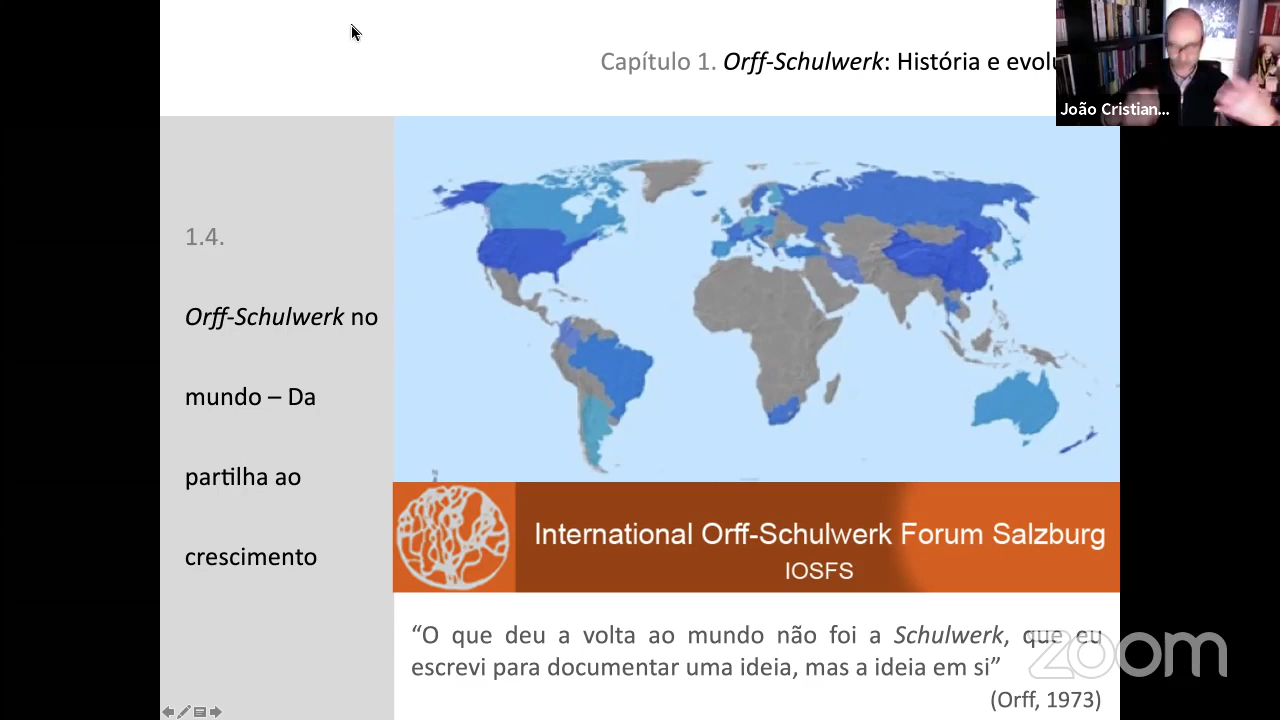 Capítulo 1. Orff-Schulwerk: História e evolu
João Cristian...
1.4.
Orff-Schulwerk no
mundo – Da
partilha ao
crescimento
International Orff-Schulwerk Forum Salzburg
IOSFS
“O que deu a volta ao mundo não foi a Schulwerk, que eu
escrevi para documentar uma ideia, mas a ideia em si”
(Orff, 1973)
zoom